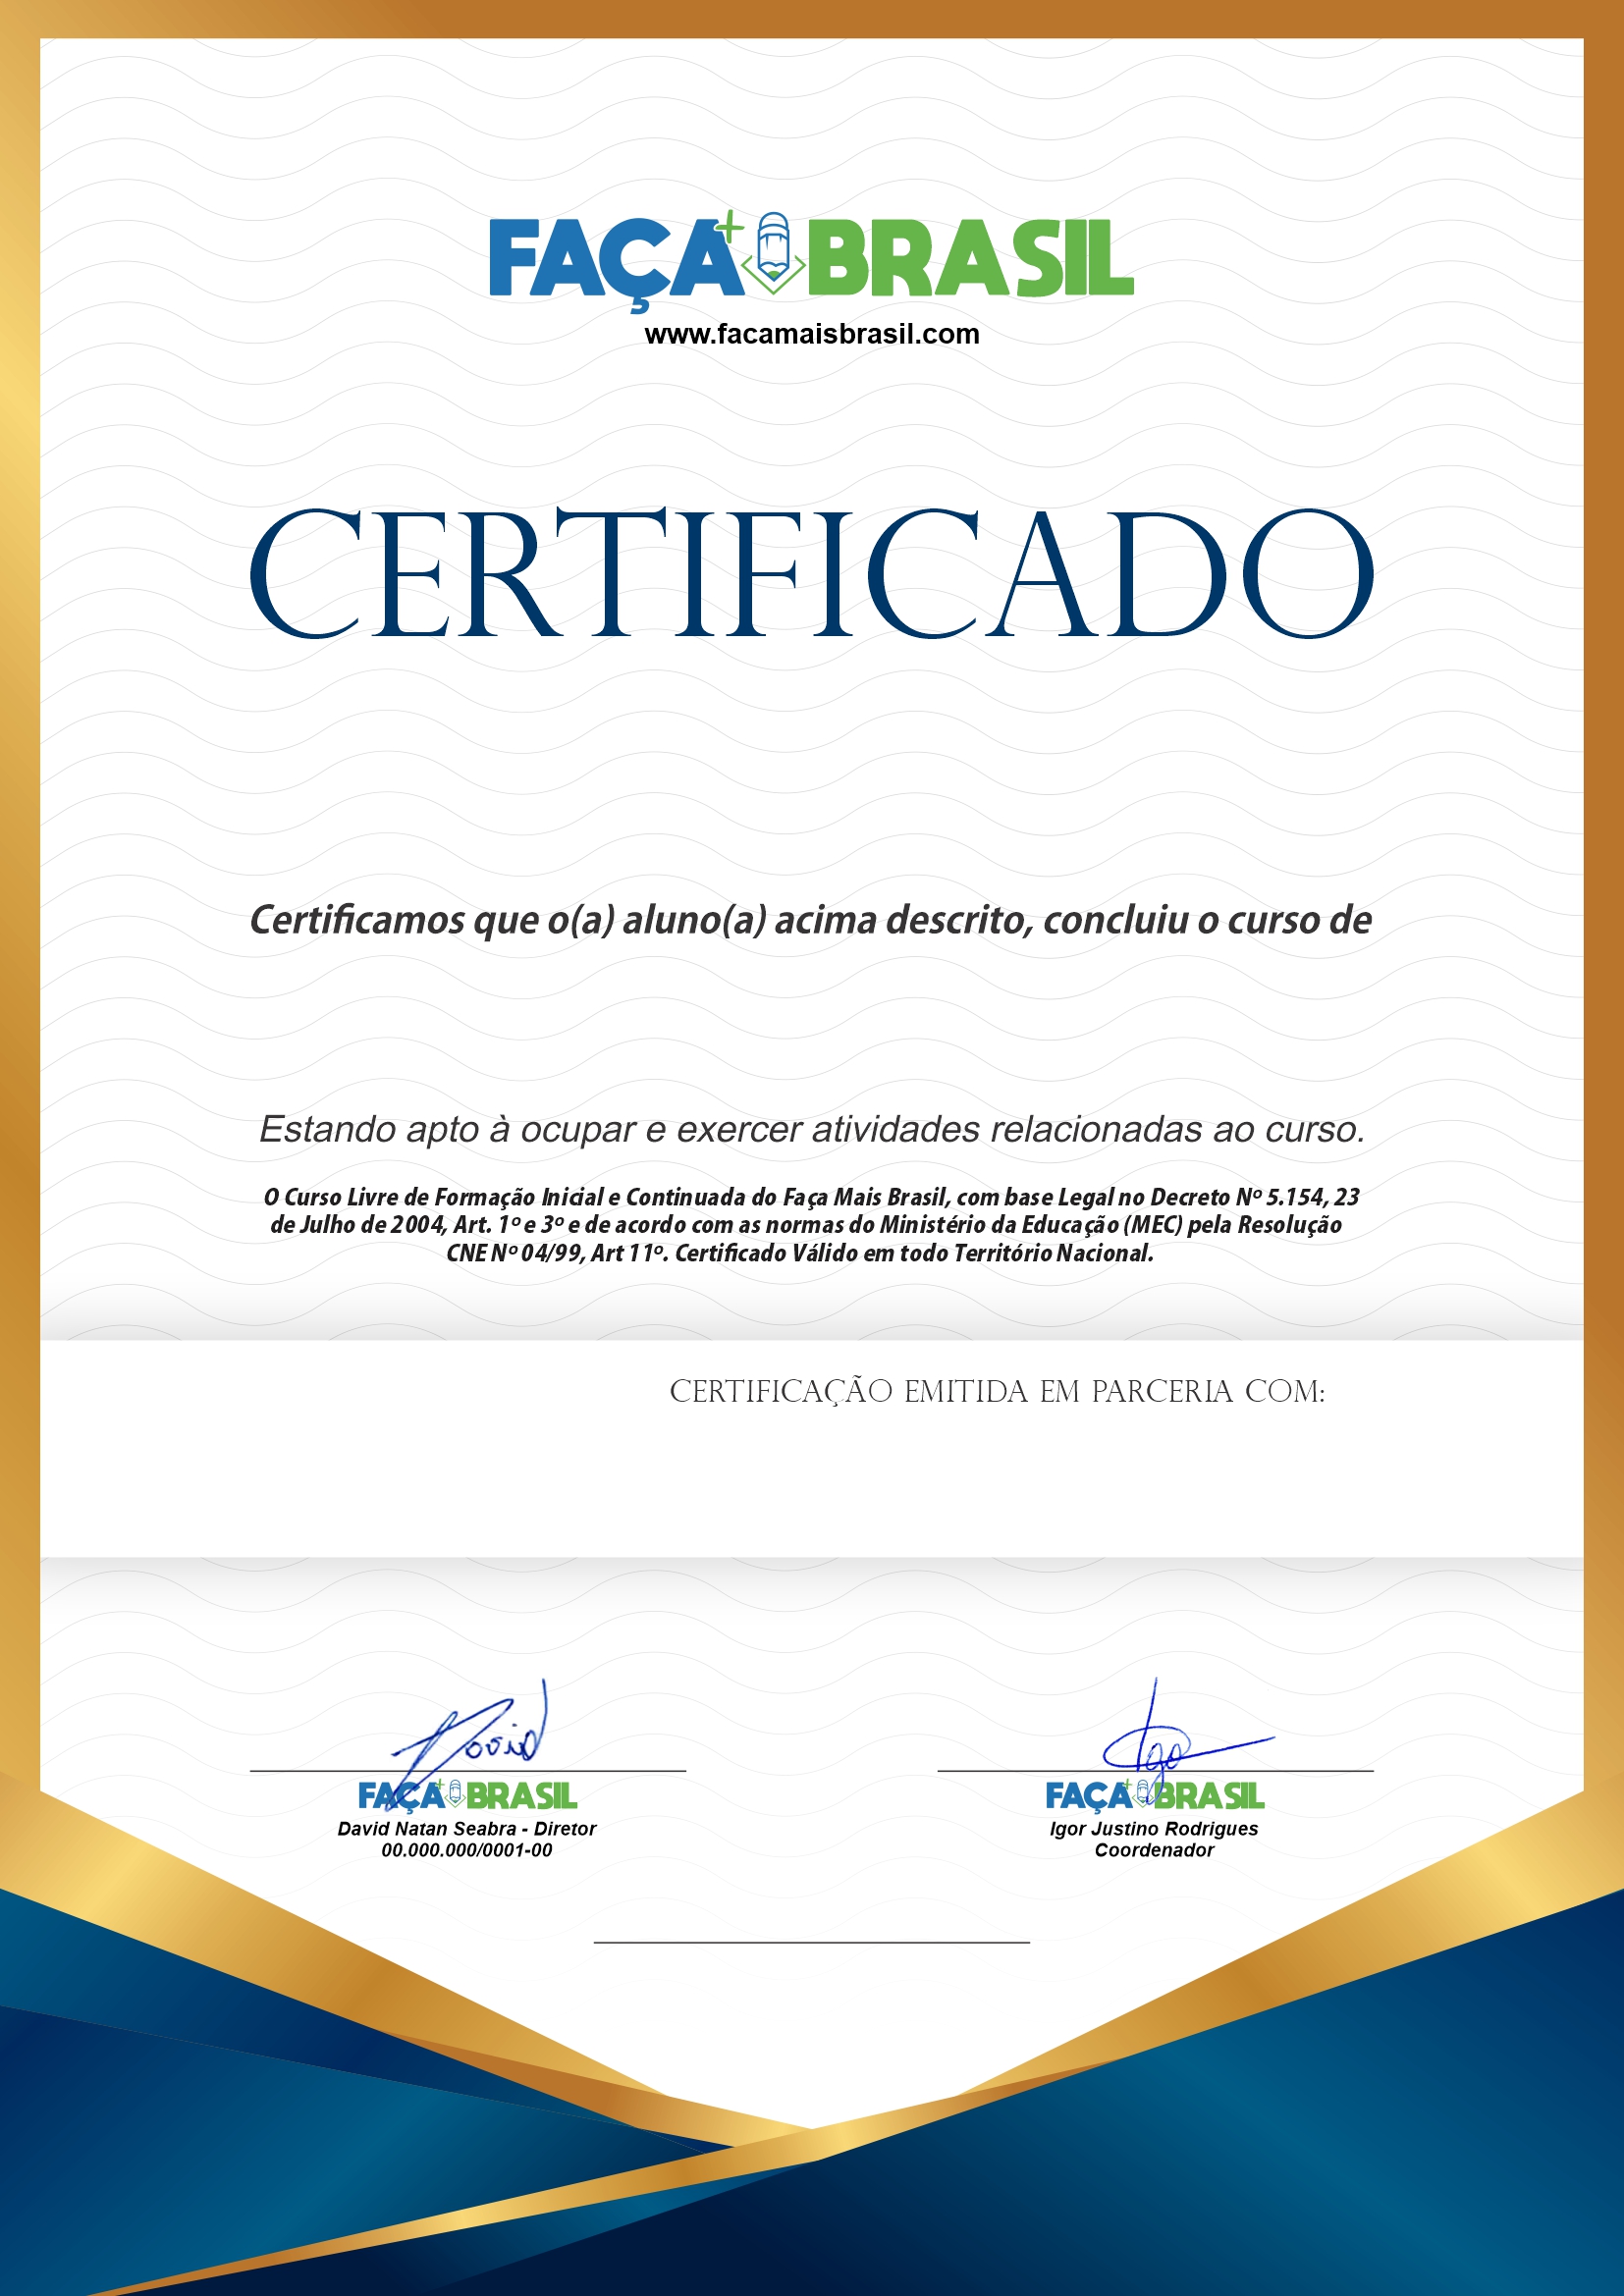 FAÇA+BRASIL
www.facamaisbrasil.com
CERTIFICADO
Certificamos que o(a) aluno(a) acima descrito, concluiu o curso de
Estando apto à ocupar e exercer atividades relacionadas ao curso.
O Curso Livre de Formação Inicial e Continuada do Faça Mais Brasil, com base Legal no Decreto Nº 5.154, 23
de Julho de 2004, Art. 1º e 3º e de acordo com as normas do Ministério da Educação (MEC) pela Resolução
CNE Nº 04/99, Art 11º. Certificado Válido em todo Território Nacional.
CERTIFICAÇÃO EMITIDA EM PARCERIA COM:
David
Igo
FAÇA+BRASIL
FAÇA+BRASIL
David Natan Seabra - Diretor
00.000.000/0001-00
Igor Justino Rodrigues
Coordenador